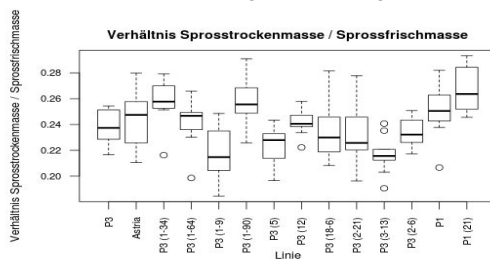 Verhältnis Sprosstrockenmasse / Sprossfrischmasse
Verhältnis Sprosstrockenmasse / Sprossfrischmasse
0.28
0.26
0.24
0.22
0.20
P3
Astria
P3 (1-34)
P3 (1-64)
P3 (1-9)
P3 (1-90)
P3 (5)
P3 (12)
P3 (18-6)
P3 (2-21)
P3 (3-13)
P3 (2-6)
P1
P1 (21)
Linie